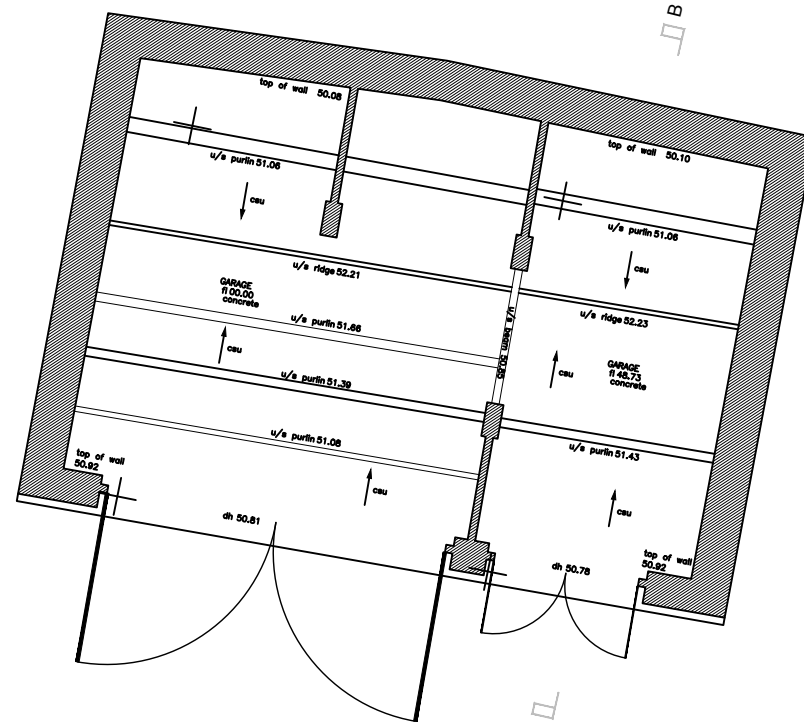 B
top of wall 50.08
top of wall 50.10
u/s purlin 51.06
csu
u/s purlin 51.06
csu
u/s ridge 52.21
GARAGE
fl 00.00
concrete
u/s ridge 52.23
u/s purlin 51.66
u/s beam 50.85
csu
csu
GARAGE
fl 48.73
concrete
u/s purlin 51.39
u/s purlin 51.08
u/s purlin 51.43
top of wall
50.92
csu
csu
dh 50.81
dh 50.78
top of wall
50.92